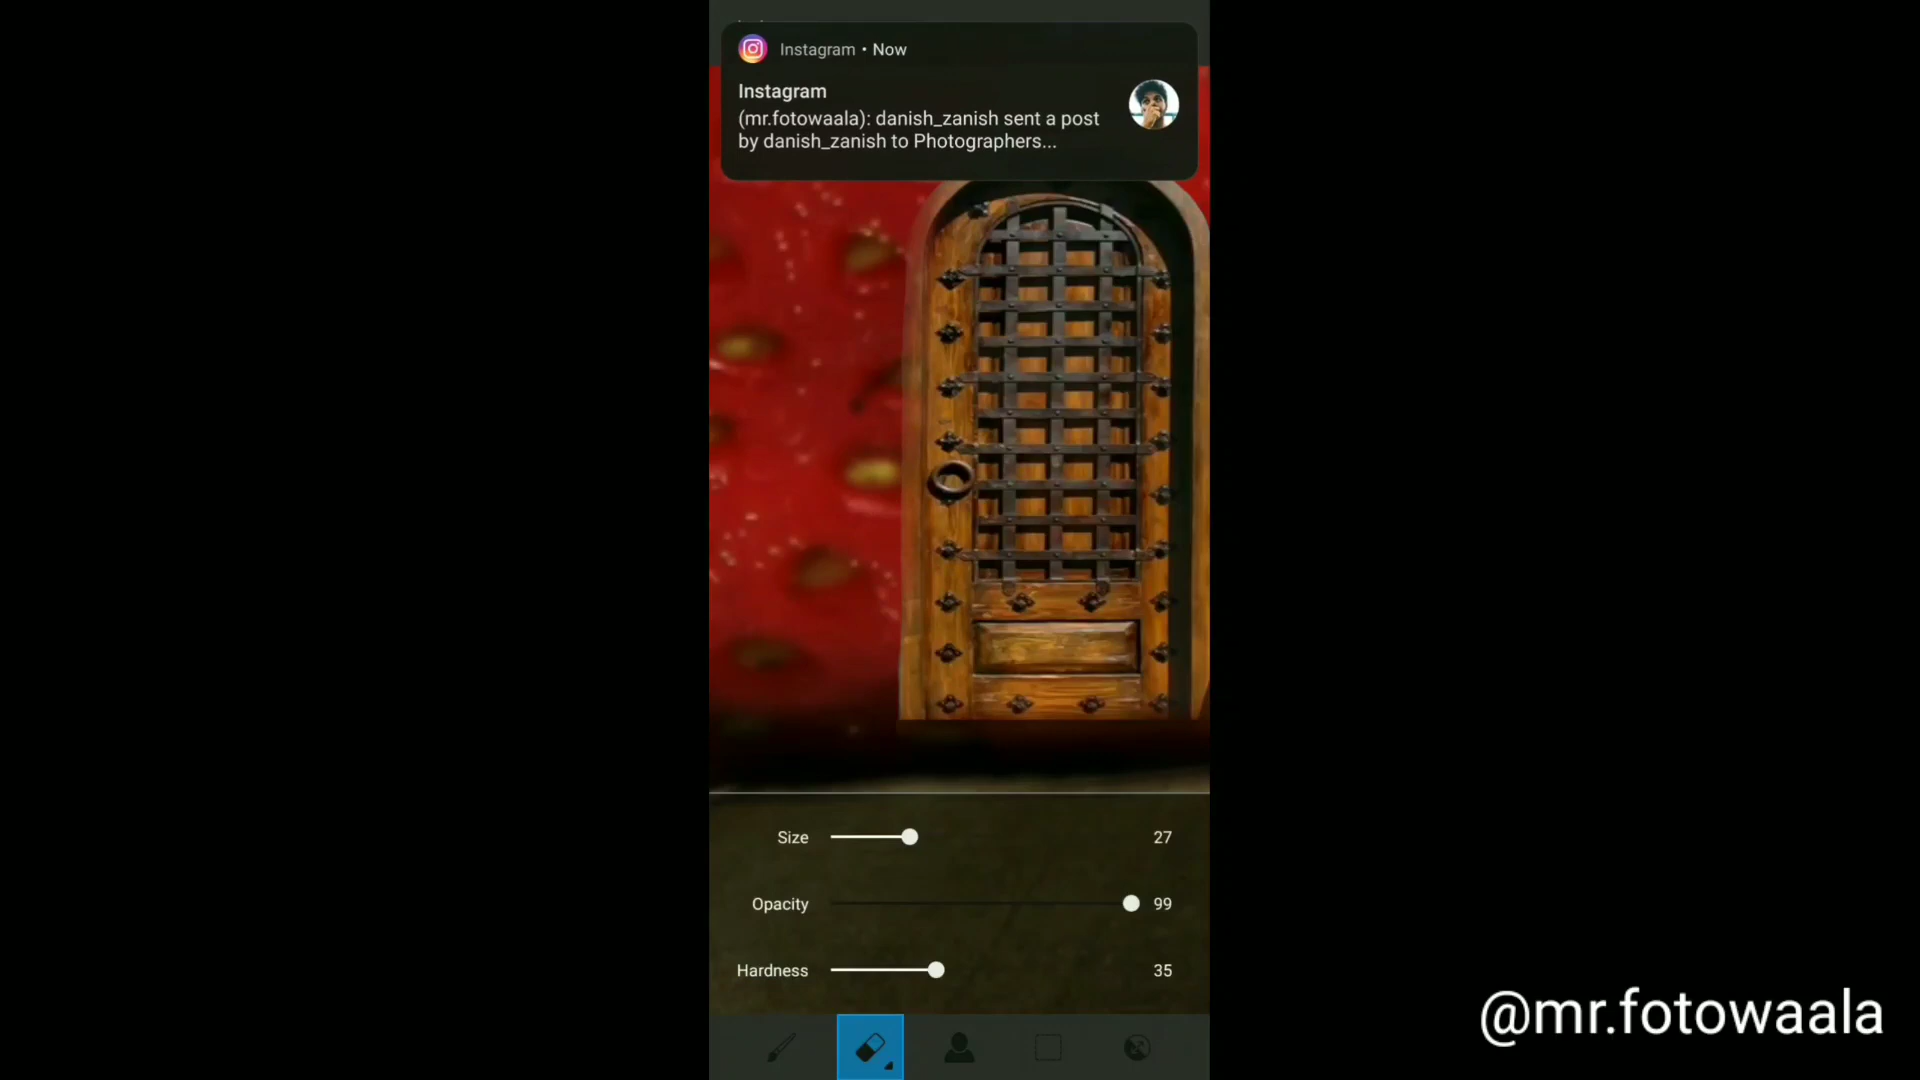 Instagram • Now
Instagram
(mr.fotowaala): danish_zanish sent a post
by danish_zanish to Photographers...
Size 27
Opacity 99
Hardness 35
@mr.fotowaala